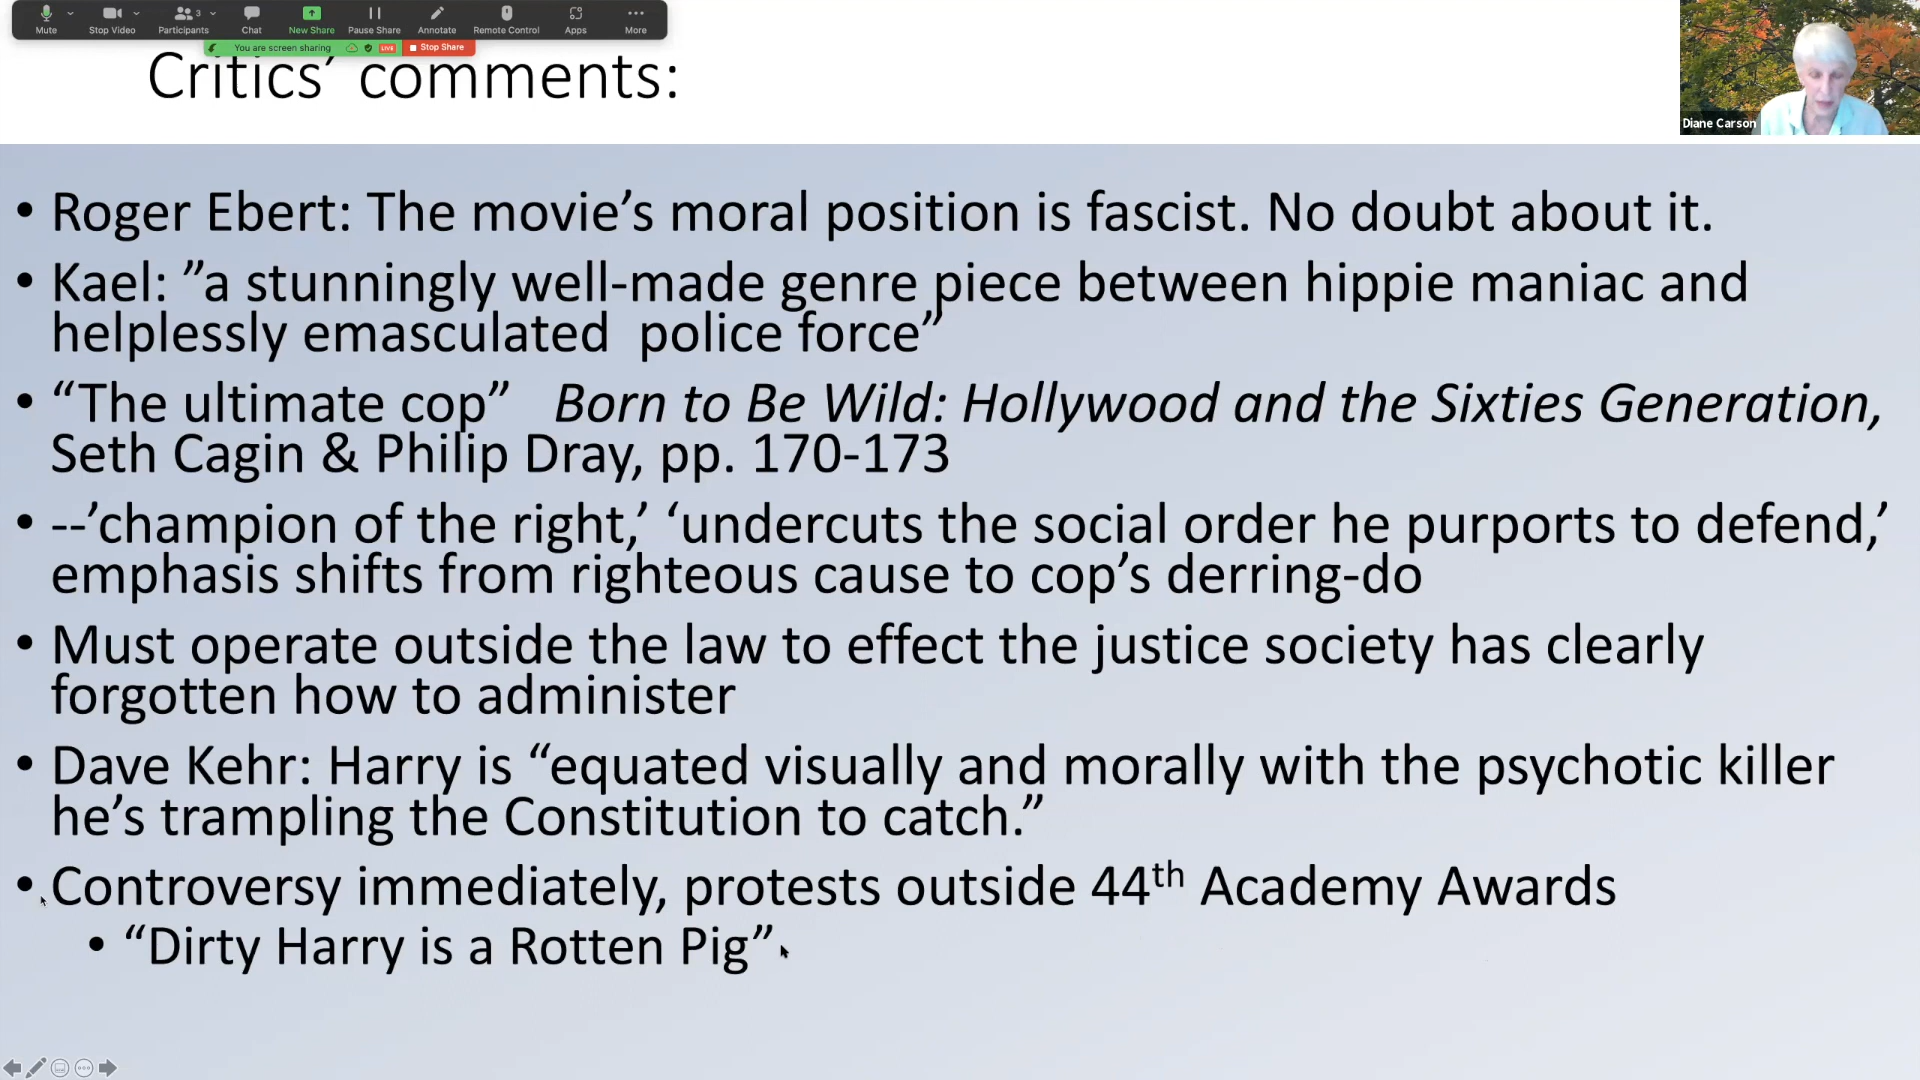 Mute
Stop Video
Participants
3
Chat
New Share
Pause Share
Annotate
Remote Control
Apps
More
You are screen sharing
LIVE
Stop Share
Critics’ comments:
Diane Carson
• Roger Ebert: The movie’s moral position is fascist. No doubt about it.
• Kael: ”a stunningly well-made genre piece between hippie maniac and
helplessly emasculated  police force”
• “The ultimate cop”   Born to Be Wild: Hollywood and the Sixties Generation,
Seth Cagin & Philip Dray, pp. 170-173
• --’champion of the right,’ ‘undercuts the social order he purports to defend,’
emphasis shifts from righteous cause to cop’s derring-do
• Must operate outside the law to effect the justice society has clearly
forgotten how to administer
• Dave Kehr: Harry is “equated visually and morally with the psychotic killer
he’s trampling the Constitution to catch.”
• Controversy immediately, protests outside 44th Academy Awards
• “Dirty Harry is a Rotten Pig”